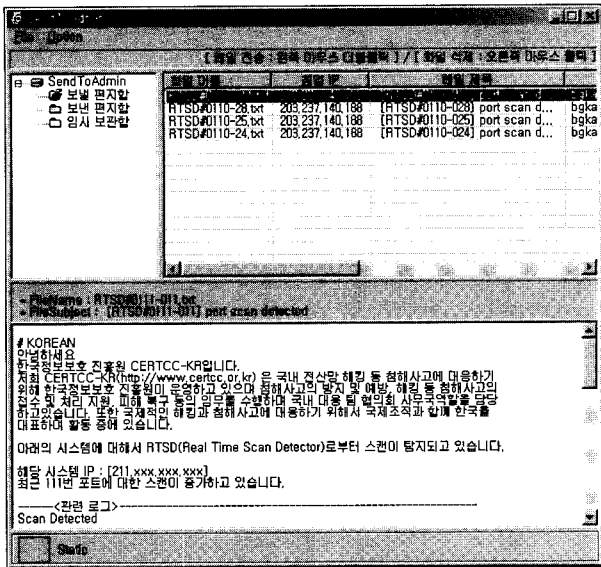 File Option
[ 파일 전송 : 왼쪽 마우스 더블클릭 ] / [ 파일 삭제 : 오른쪽 마우스 클릭 ]
SendToAdmin
보낼 편지함
보낸 편지함
임시 보관함
파일 이름 메일 제목
RTSD#0110-28.txt 203,237,140,188 [RTSD#0110-028] port scan d... bgka
RTSD#0110-25.txt 203,237,140,188 [RTSD#0110-025] port scan d... bgka
RTSD#0110-24.txt 203,237,140,188 [RTSD#0110-024] port scan d... bgka
FileName : RTSD#0111-011.txt
FileSubject : [RTSD#0111-011] port scan detected
# KOREAN
안녕하세요
한국정보보호 진흥원 CERTCC-KR입니다.
저희 CERTCC-KR(http://www.certcc.or.kr) 은 국내 전산망 해킹 등 침해사고에 대응하기
위해 한국정보보호 진흥원이 운영하고 있으며 침해사고의 방지 및 예방, 해킹 등 침해사고의
접수 및 처리 지원, 피해 복구 등의 임무를 수행하며 국내 대응 팀 협의회 사무국역할을 담당
하고있습니다. 또한 국제적인 해킹과 침해사고에 대응하기 위해서 국제조직과 함께 한국을
대표하며 활동 중에 있습니다.
아래의 시스템에 대해서 RTSD(Real Time Scan Detector)로부터 스캔이 탐지되고 있습니다.
해당 시스템 IP : [211,xxx,xxx,xxx]
최근 111번 포트에 대한 스캔이 증가하고 있습니다.
------<관련 로그>------------------------------------------------------
Scan Detected
Static